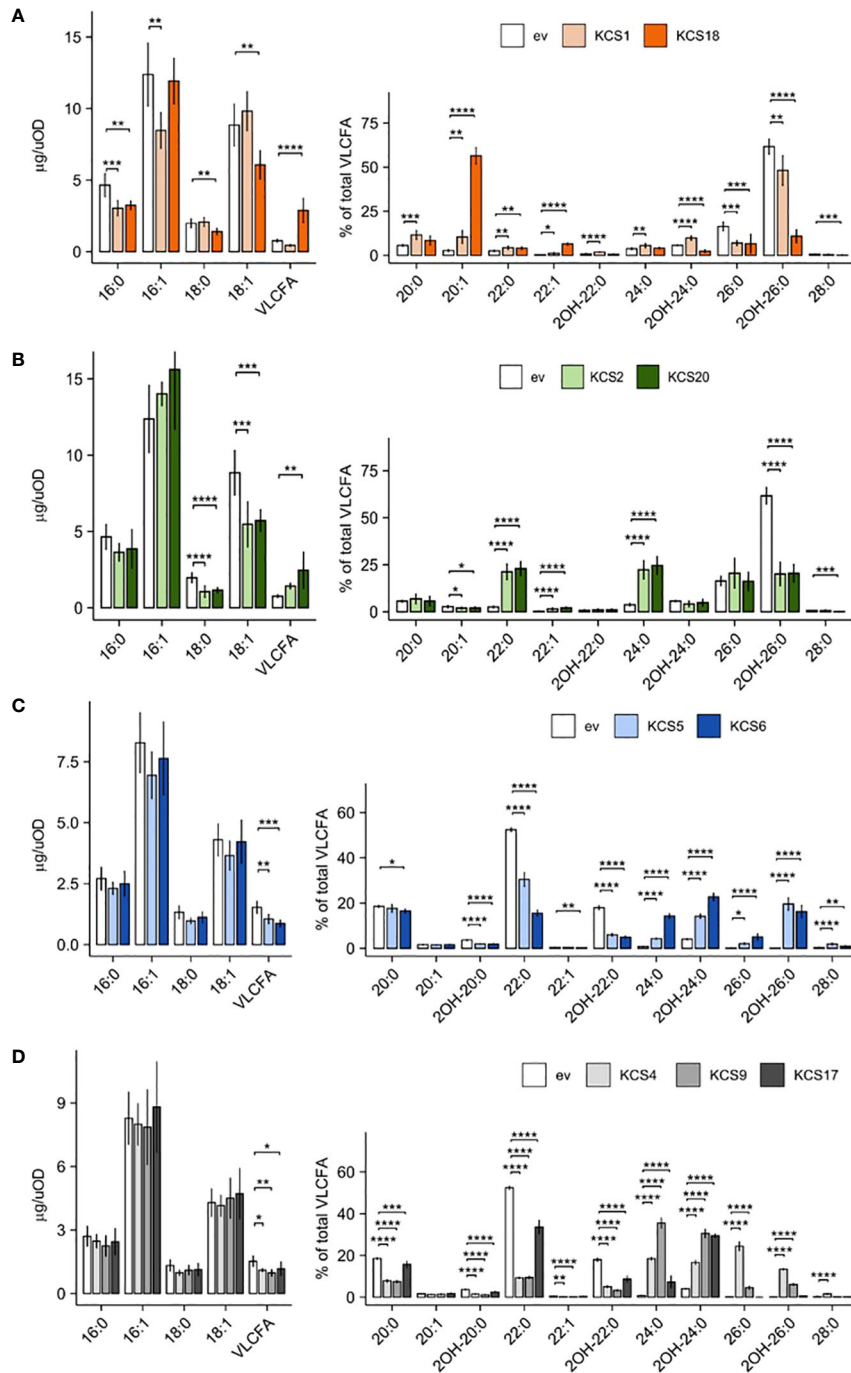 A
ev KCS1 KCS18
µg/uOD
15
10
5
0
** ** ** ****
** *** **
16:0 16:1 18:0 18:1 VLCFA
% of total VLCFA
75
50
25
0
*** **** ** ** ** **** * **** ** **** **** *** *** **** ** ***
20:0 20:1 22:0 22:1 2OH-22:0 24:0 2OH-24:0 26:0 2OH-26:0 28:0
B
ev KCS2 KCS20
µg/uOD
15
10
5
0
**** **** *** *** **
16:0 16:1 18:0 18:1 VLCFA
% of total VLCFA
75
50
25
0
* * **** **** **** **** **** **** **** **** ***
20:0 20:1 22:0 22:1 2OH-22:0 24:0 2OH-24:0 26:0 2OH-26:0 28:0
C
ev KCS5 KCS6
µg/uOD
7.5
5.0
2.5
0.0
*** **
16:0 16:1 18:0 18:1 VLCFA
% of total VLCFA
60
40
20
0
* **** **** **** **** ** **** **** **** **** **** **** **** * **** **** ** ****
20:0 20:1 2OH-20:0 22:0 22:1 2OH-22:0 24:0 2OH-24:0 26:0 2OH-26:0 28:0
D
ev KCS4 KCS9 KCS17
µg/uOD
9
6
3
0
* ** *
16:0 16:1 18:0 18:1 VLCFA
% of total VLCFA
60
40
20
0
*** **** **** **** **** **** **** **** **** **** ** **** **** **** **** **** **** **** **** **** **** **** **** **** ****
20:0 20:1 2OH-20:0 22:0 22:1 2OH-22:0 24:0 2OH-24:0 26:0 2OH-26:0 28:0